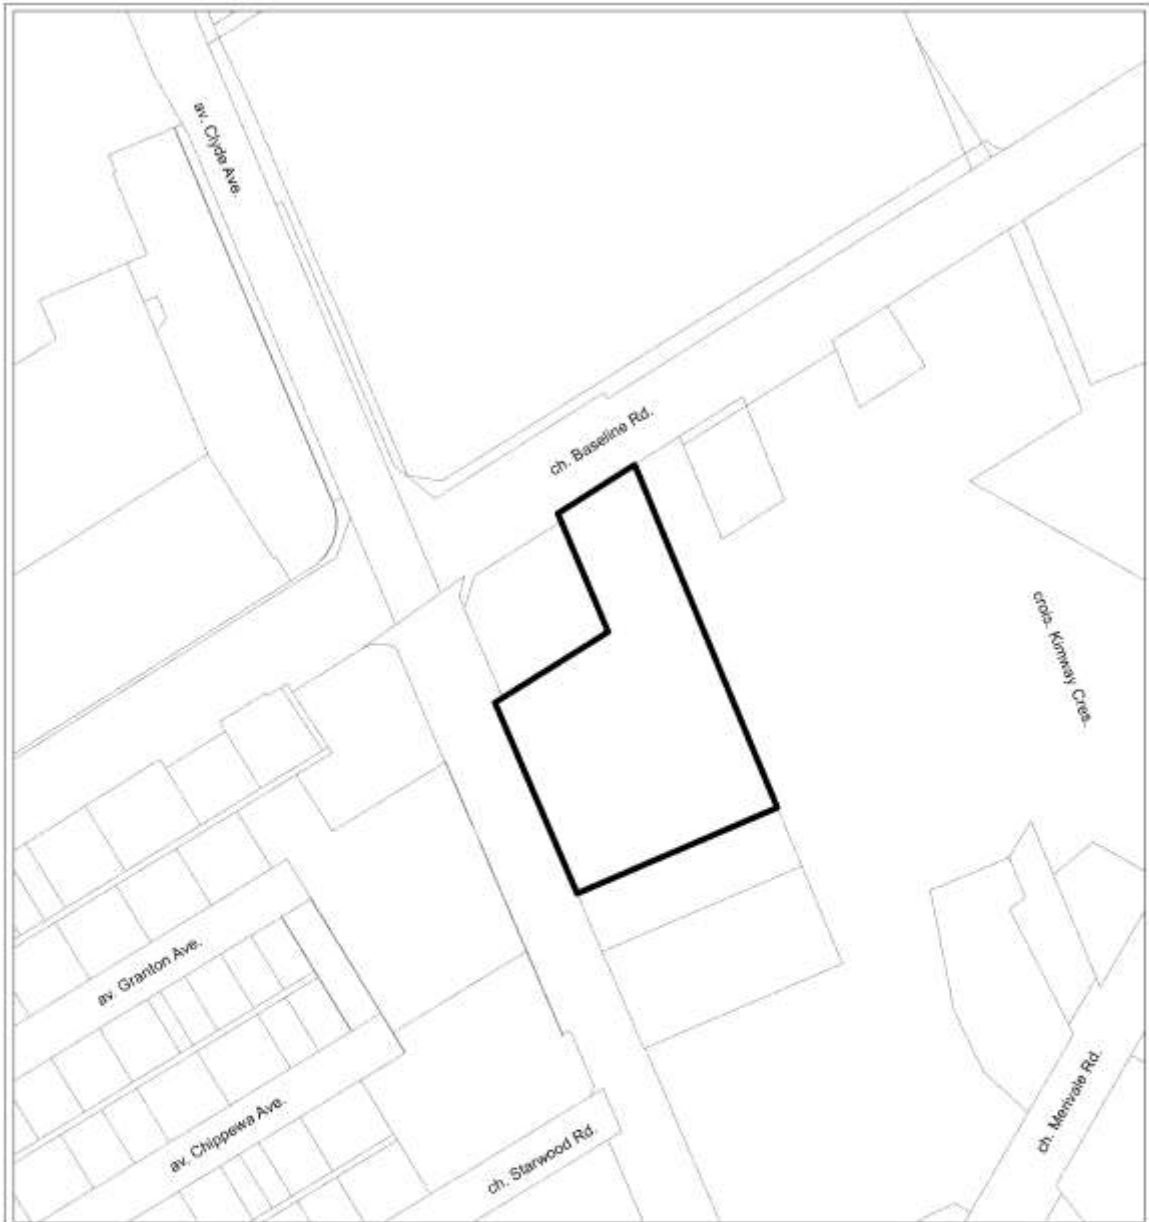 av. Clyde Ave.
ch. Baseline Rd.
crois. Kimway Cres.
av. Granton Ave.
ch. Merivale Rd.
av. Chippewa Ave.
ch. Starwood Rd.